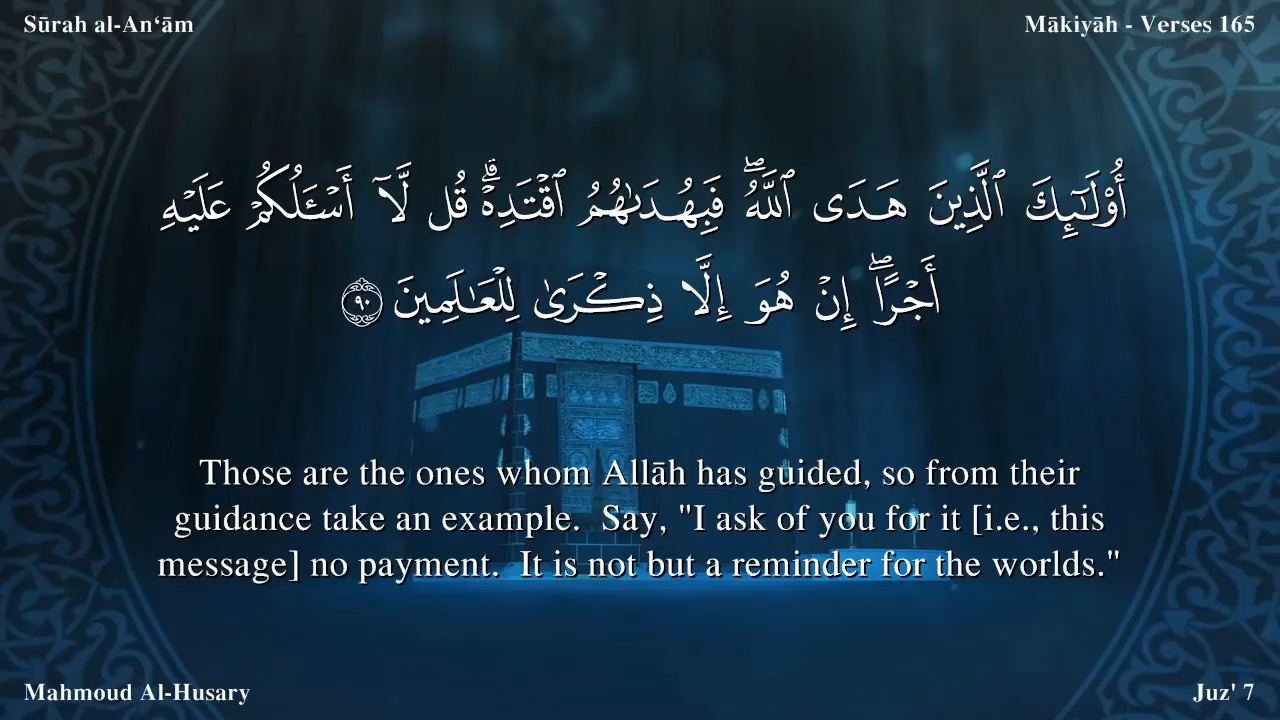 Sūrah al-An‘ām
Mākiyāh - Verses 165
أُو۟لَـٰٓئِكَ ٱلَّذِينَ هَدَى ٱللَّهُ ۖ فَبِهُدَىٰهُمُ ٱقْتَدِهْ ۗ قُل لَّآ أَسْـَٔلُكُمْ عَلَيْهِ
أَجْرًا ۖ إِنْ هُوَ إِلَّا ذِكْرَىٰ لِلْعَـٰلَمِينَ ٩٠
Those are the ones whom Allāh has guided, so from their
guidance take an example.  Say, "I ask of you for it [i.e., this
message] no payment.  It is not but a reminder for the worlds."
Mahmoud Al-Husary
Juz' 7